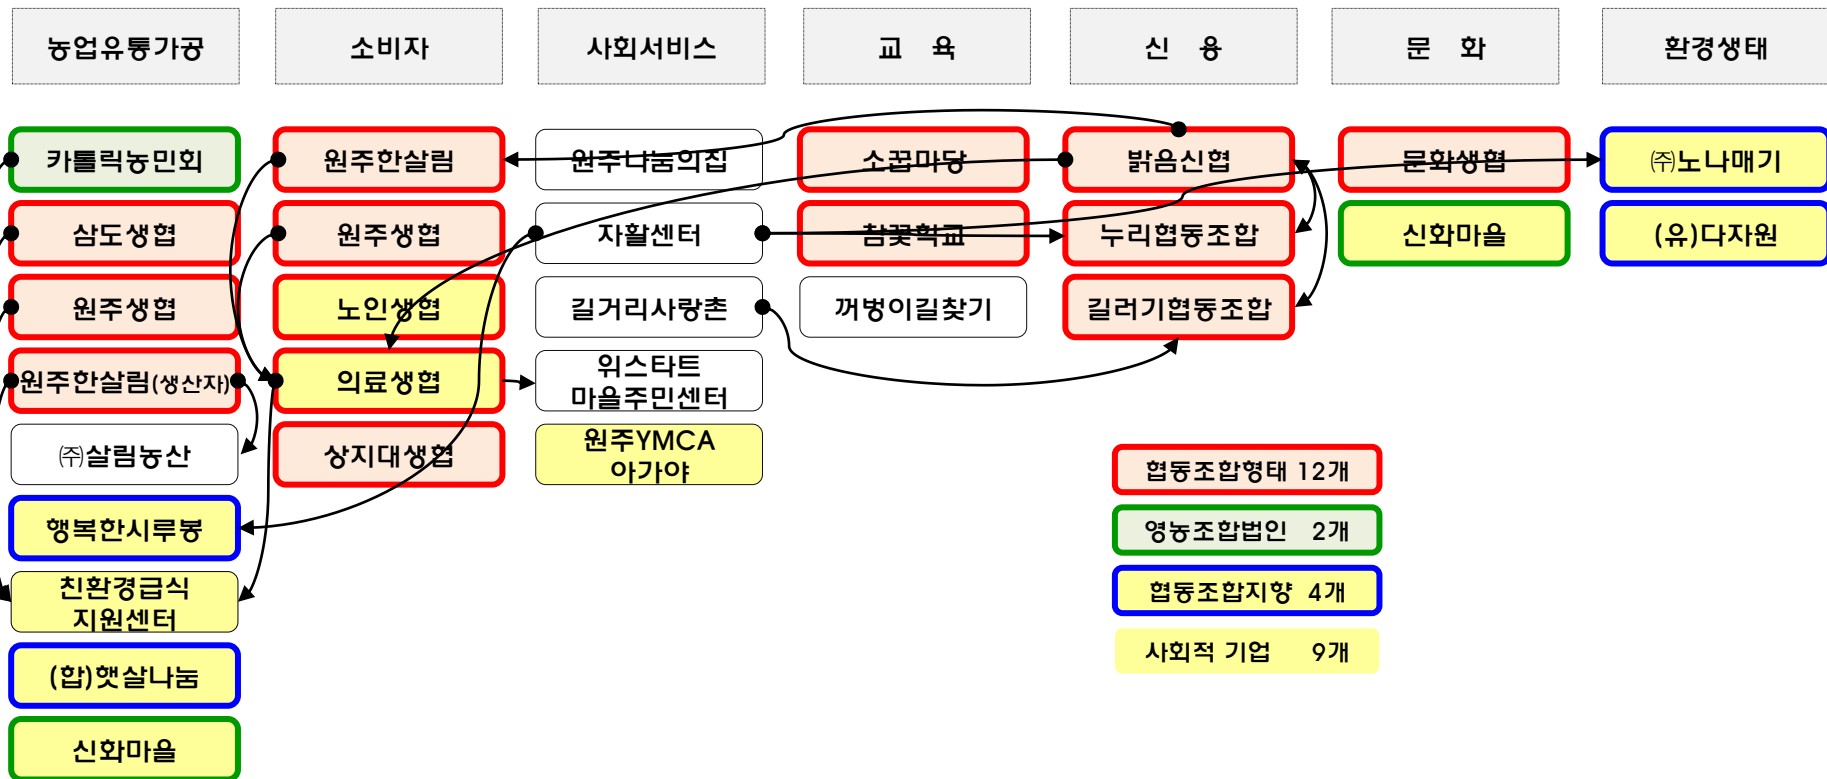 농업유통가공
소비자
사회서비스
교 육
신 용
문 화
환경생태
카톨릭농민회
원주한살림
원주나눔의집
소꿉마당
밝음신협
문화생협
㈜노나매기
삼도생협
원주생협
자활센터
참꽃학교
누리협동조합
신화마을
(유)다자원
원주생협
노인생협
길거리사랑촌
꺼벙이길찾기
길러기협동조합
원주한살림(생산자)
의료생협
위스타트
마을주민센터
㈜살림농산
상지대생협
원주YMCA
아가야
협동조합형태 12개
행복한시루봉
영농조합법인 2개
친환경급식
지원센터
협동조합지향 4개
(합)햇살나눔
사회적 기업 9개
신화마을